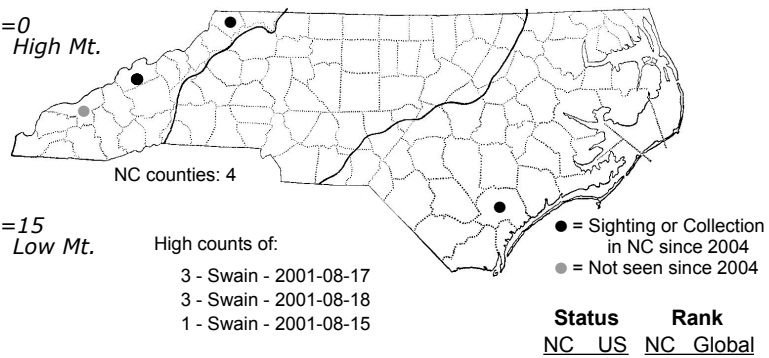 =0
High Mt.
NC counties: 4
=15
Low Mt.
High counts of:
3 - Swain - 2001-08-17
3 - Swain - 2001-08-18
1 - Swain - 2001-08-15
= Sighting or Collection
in NC since 2004
= Not seen since 2004
Status Rank
NC US NC Global